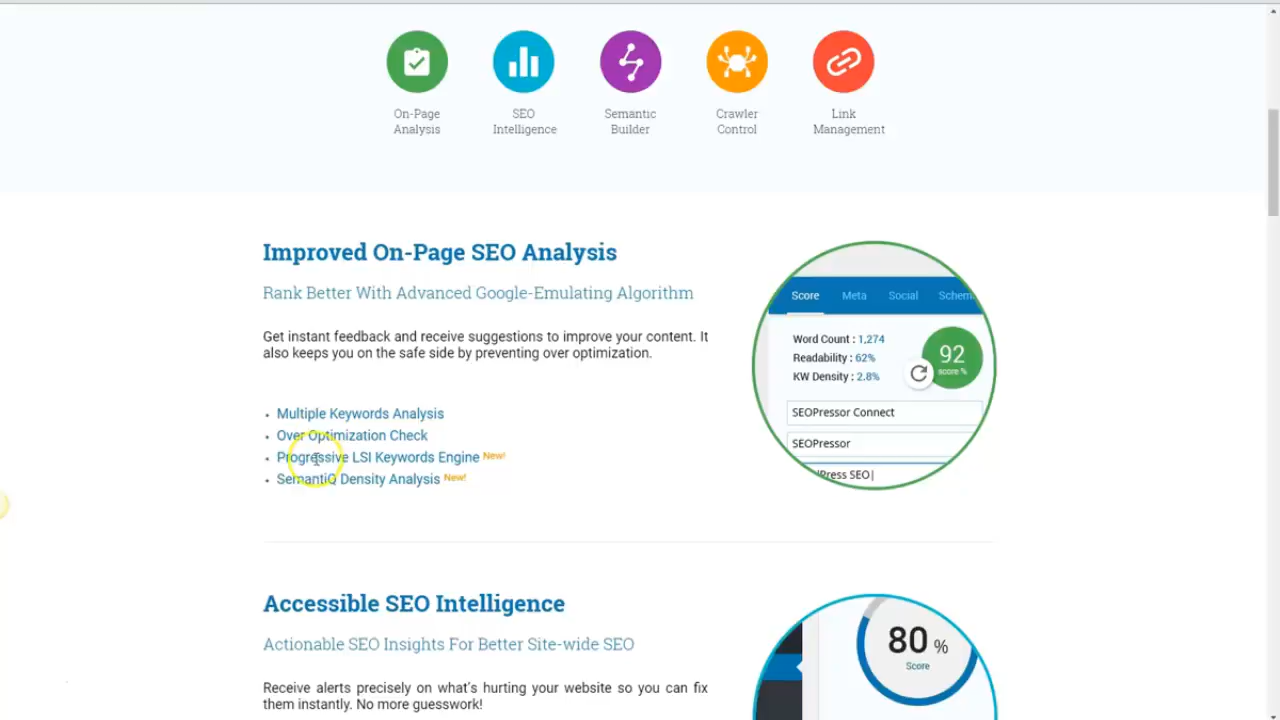 On-Page Analysis
SEO Intelligence
Semantic Builder
Crawler Control
Link Management
Improved On-Page SEO Analysis
Rank Better With Advanced Google-Emulating Algorithm
Get instant feedback and receive suggestions to improve your content. It
also keeps you on the safe side by preventing over optimization.
Multiple Keywords Analysis
Over Optimization Check
Progressive LSI Keywords Engine New!
SemantiQ Density Analysis New!
Score Meta Social Schema
Word Count : 1,274
Readability : 62%
KW Density : 2.8%
92
score %
SEOPressor Connect
SEOPressor
Press SEO|
Accessible SEO Intelligence
Actionable SEO Insights For Better Site-wide SEO
Receive alerts precisely on what's hurting your website so you can fix
them instantly. No more guesswork!
80 %
Score